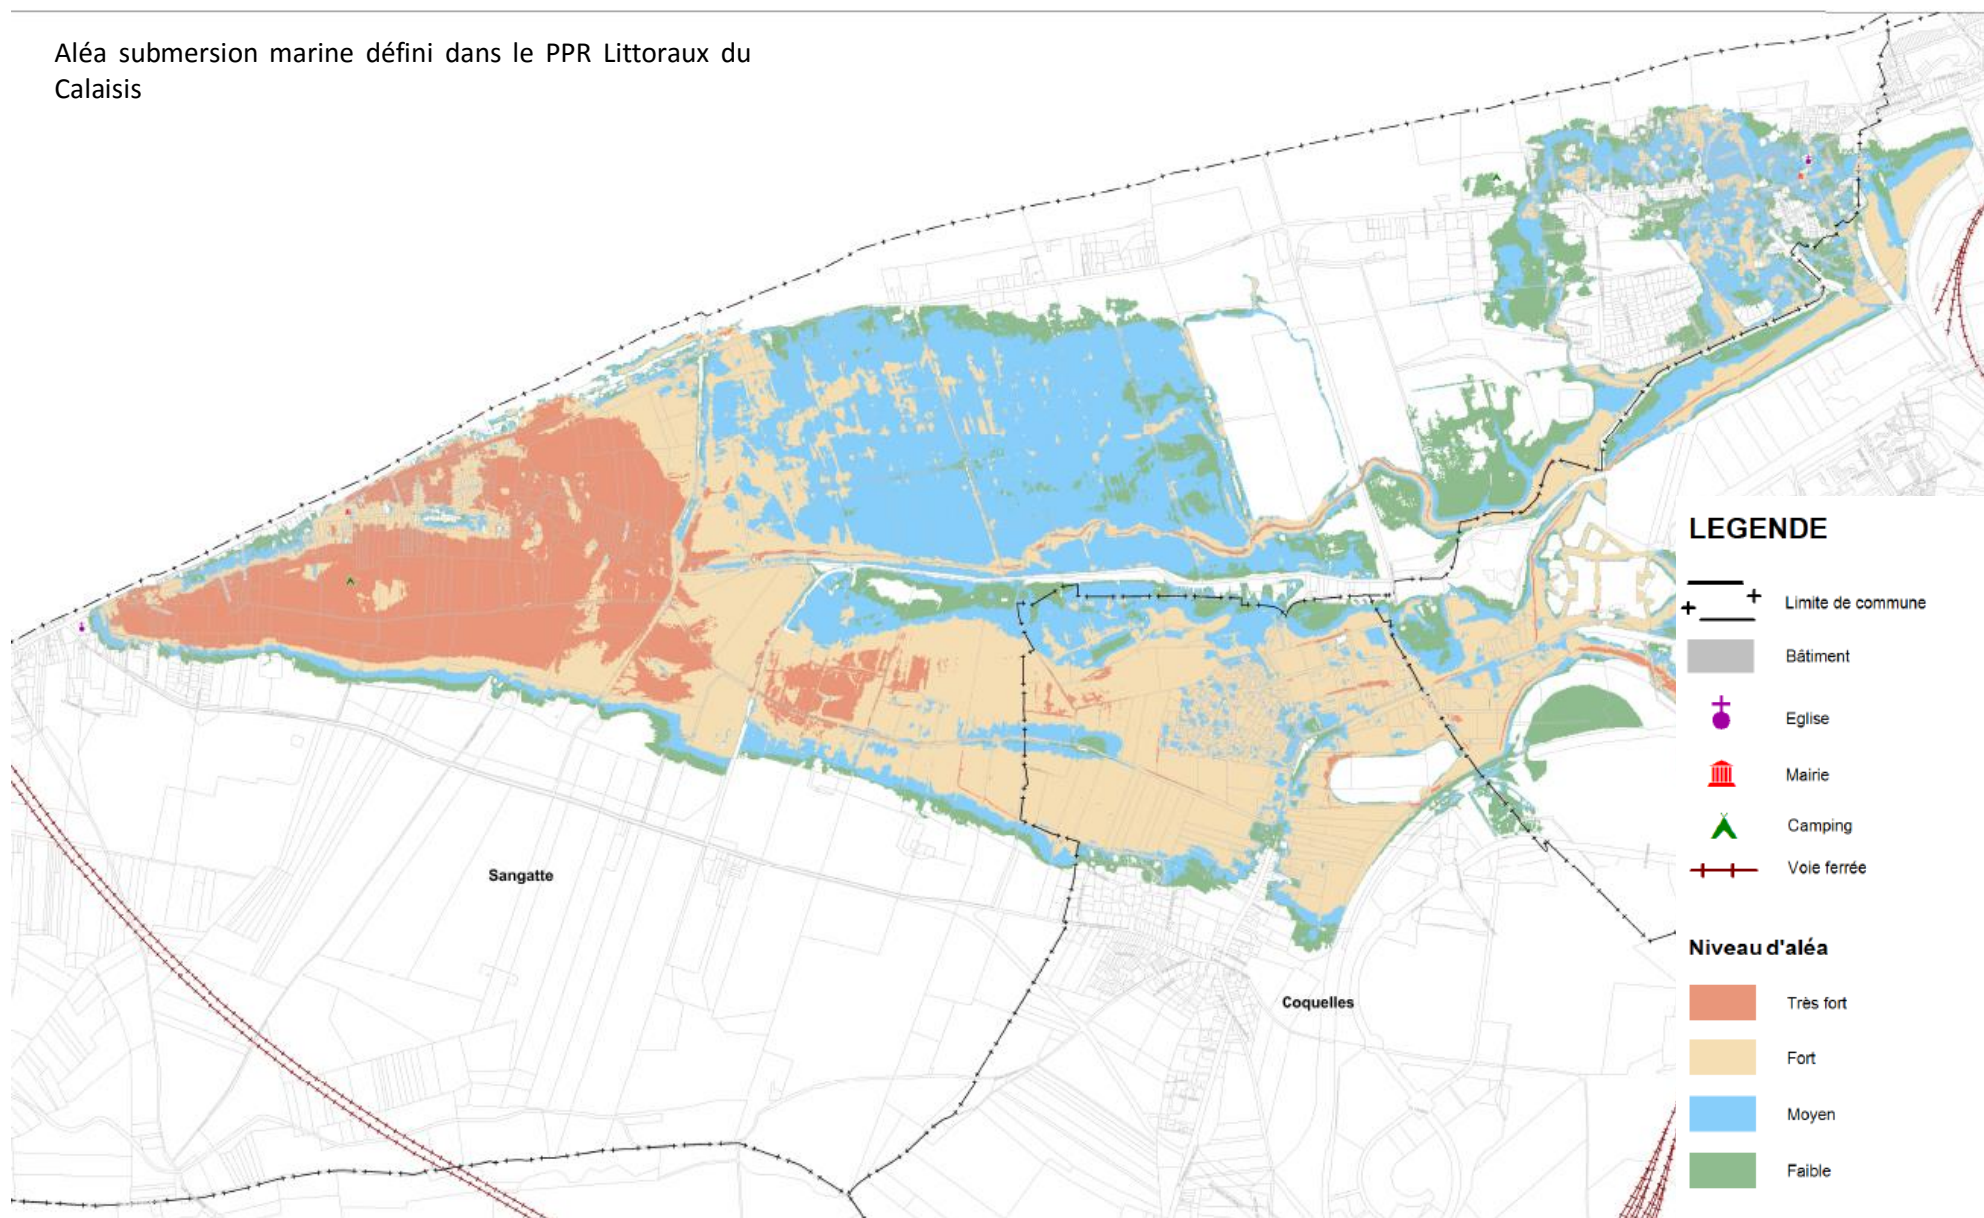 Aléa submersion marine défini dans le PPR Littoraux du
Calaisis
Sangatte
Coquelles
LEGENDE
Limite de commune
Bâtiment
Eglise
Mairie
Camping
Voie ferrée
Niveau d'aléa
Très fort
Fort
Moyen
Faible